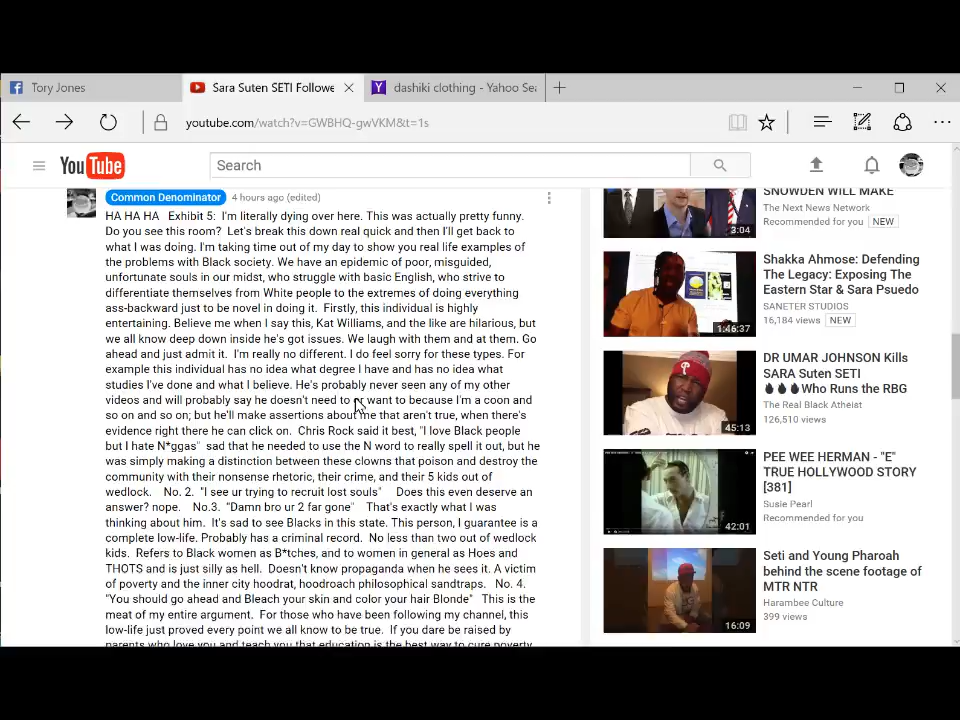 Tory Jones
Sara Suten SETI Followe
dashiki clothing - Yahoo Sea
youtube.com/watch?v=GWBHQ-gwVKM&t=1s
YouTube
Search
Common Denominator 4 hours ago (edited)
HA HA HA Exhibit 5: I'm literally dying over here. This was actually pretty funny.
Do you see this room? Let's break this down real quick and then I'll get back to
what I was doing. I'm taking time out of my day to show you real life examples of
the problems with Black society. We have an epidemic of poor, misguided,
unfortunate souls in our midst, who struggle with basic English, who strive to
differentiate themselves from White people to the extremes of doing everything
ass-backward just to be novel in doing it. Firstly, this individual is highly
entertaining. Believe me when I say this, Kat Williams, and the like are hilarious, but
we all know deep down inside he's got issues. We laugh with them and at them. Go
ahead and just admit it. I'm really no different. I do feel sorry for these types. For
example this individual has no idea what degree I have and has no idea what
studies I've done and what I believe. He's probably never seen any of my other
videos and will probably say he doesn't need to or want to because I'm a coon and
so on and so on; but he'll make assertions about me that aren't true, when there's
evidence right there he can click on. Chris Rock said it best, "I love Black people
but I hate N*ggas" sad that he needed to use the N word to really spell it out, but he
was simply making a distinction between these clowns that poison and destroy the
community with their nonsense rhetoric, their crime, and their 5 kids out of
wedlock. No. 2. "I see ur trying to recruit lost souls" Does this even deserve an
answer? nope. No.3. "Damn bro ur 2 far gone" That's exactly what I was
thinking about him. It's sad to see Blacks in this state. This person, I guarantee is a
complete low-life. Probably has a criminal record. No less than two out of wedlock
kids. Refers to Black women as B*tches, and to women in general as Hoes and
THOTS and is just silly as hell. Doesn't know propaganda when he sees it. A victim
of poverty and the inner city hoodrat, hoodroach philosophical sandtraps. No. 4.
"You should go ahead and Bleach your skin and color your hair Blonde" This is the
meat of my entire argument. For those who have been following my channel, this
low-life just proved every point we all know to be true. If you dare be raised by
parents who love you and teach you that education is the best way to cure poverty
SNOWDEN WILL MAKE
The Next News Network
Recommended for you NEW
3:04
Shakka Ahmose: Defending
The Legacy: Exposing The
Eastern Star & Sara Psuedo
SANETER STUDIOS
16,184 views NEW
1:46:37
DR UMAR JOHNSON Kills
SARA Suten SETI
🔥🔥🔥Who Runs the RBG
The Real Black Atheist
126,510 views
45:13
PEE WEE HERMAN - "E"
TRUE HOLLYWOOD STORY
[381]
Susie Pearl
Recommended for you
42:01
Seti and Young Pharoah
behind the scene footage of
MTR NTR
Harambee Culture
399 views
16:09